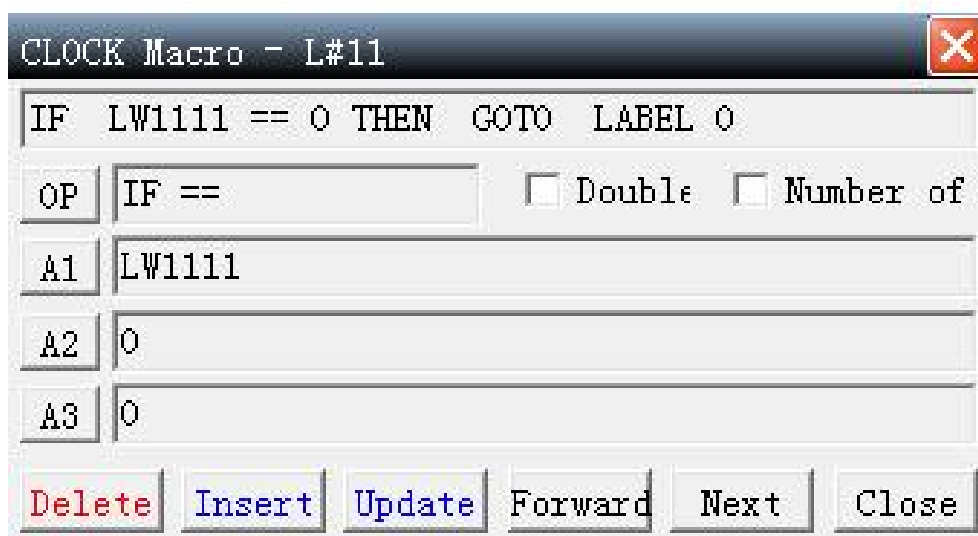 CLOCK Macro - L#11
IF LW1111 == 0 THEN GOTO LABEL 0
OP IF == Double Number of
A1 LW1111
A2 0
A3 0
Delete Insert Update Forward Next Close